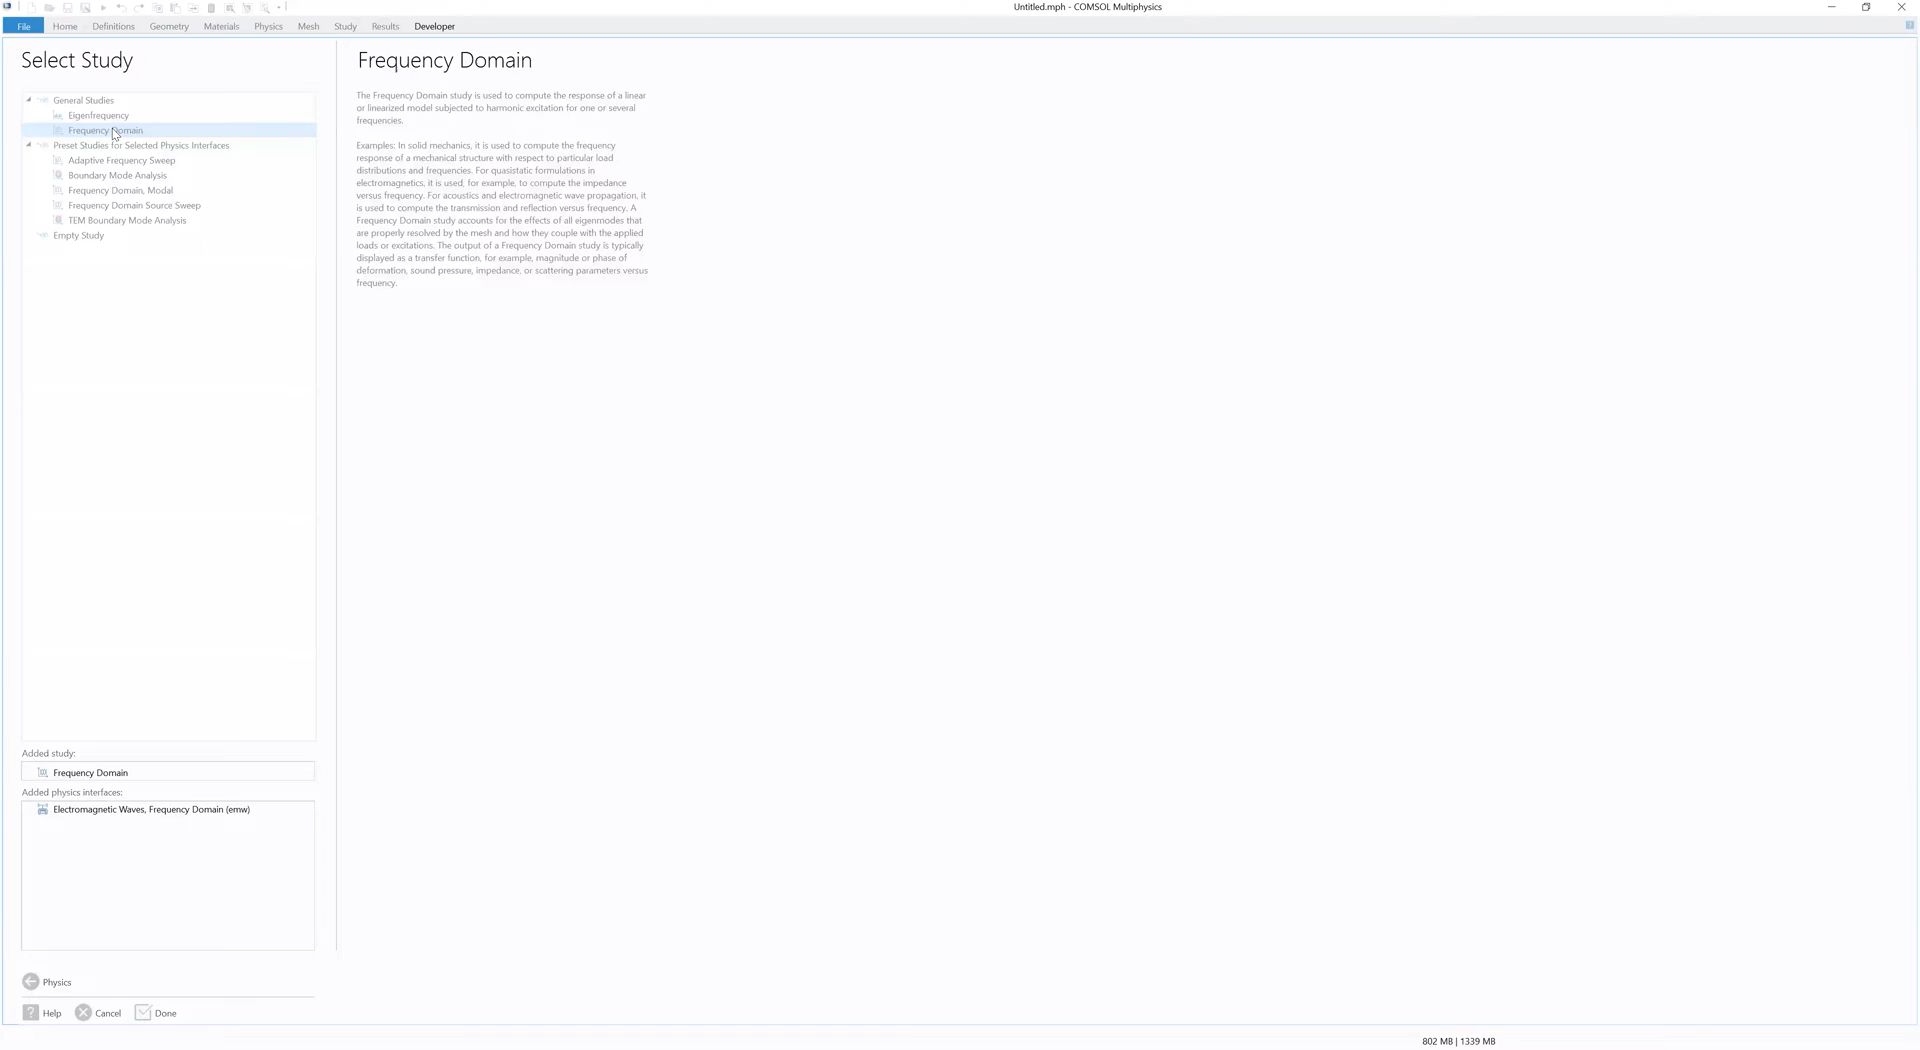 Untitled.mph - COMSOL Multiphysics
File Home Definitions Geometry Materials Physics Mesh Study Results Developer
Select Study
General Studies
Eigenfrequency
Frequency Domain
Preset Studies for Selected Physics Interfaces
Adaptive Frequency Sweep
Boundary Mode Analysis
Frequency Domain, Modal
Frequency Domain Source Sweep
TEM Boundary Mode Analysis
Empty Study
Added study:
Frequency Domain
Added physics interfaces:
Electromagnetic Waves, Frequency Domain (emw)
Physics
Help Cancel Done
Frequency Domain
The Frequency Domain study is used to compute the response of a linear
or linearized model subjected to harmonic excitation for one or several
frequencies.
Examples: In solid mechanics, it is used to compute the frequency
response of a mechanical structure with respect to particular load
distributions and frequencies. For quasistatic formulations in
electromagnetics, it is used, for example, to compute the impedance
versus frequency. For acoustics and electromagnetic wave propagation, it
is used to compute the transmission and reflection versus frequency. A
Frequency Domain study accounts for the effects of all eigenmodes that
are properly resolved by the mesh and how they couple with the applied
loads or excitations. The output of a Frequency Domain study is typically
displayed as a transfer function, for example, magnitude or phase of
deformation, sound pressure, impedance, or scattering parameters versus
frequency.
802 MB | 1339 MB